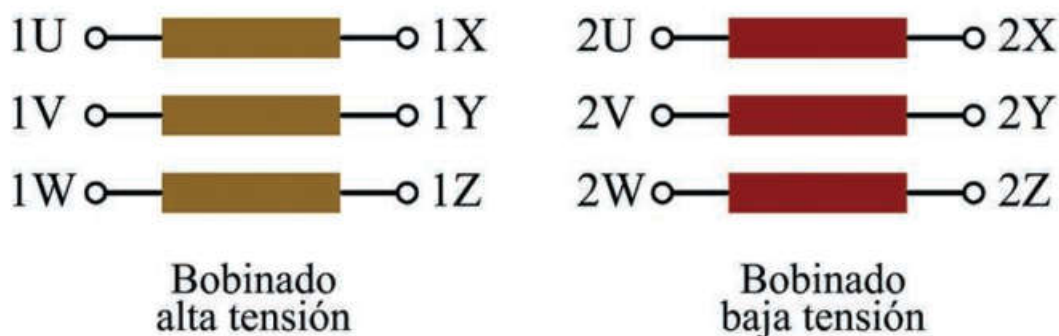 1U 1X 2U 2X
1V 1Y 2V 2Y
1W 1Z 2W 2Z
Bobinado
alta tensión
Bobinado
baja tensión